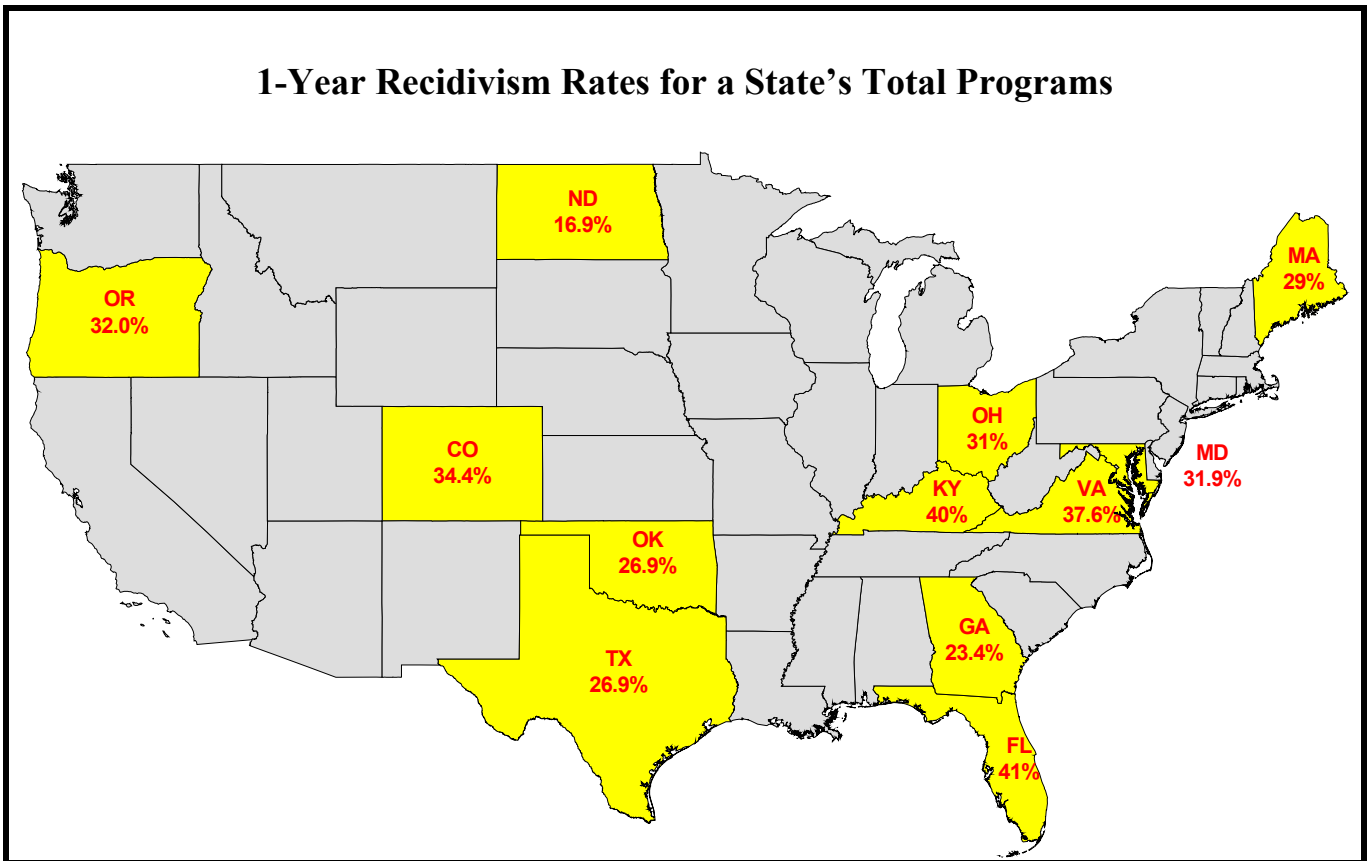 1-Year Recidivism Rates for a State's Total Programs
ND
16.9%
MA
29%
OR
32.0%
OH
31%
CO
34.4%
MD
31.9%
KY
40%
VA
37.6%
OK
26.9%
GA
23.4%
TX
26.9%
FL
41%